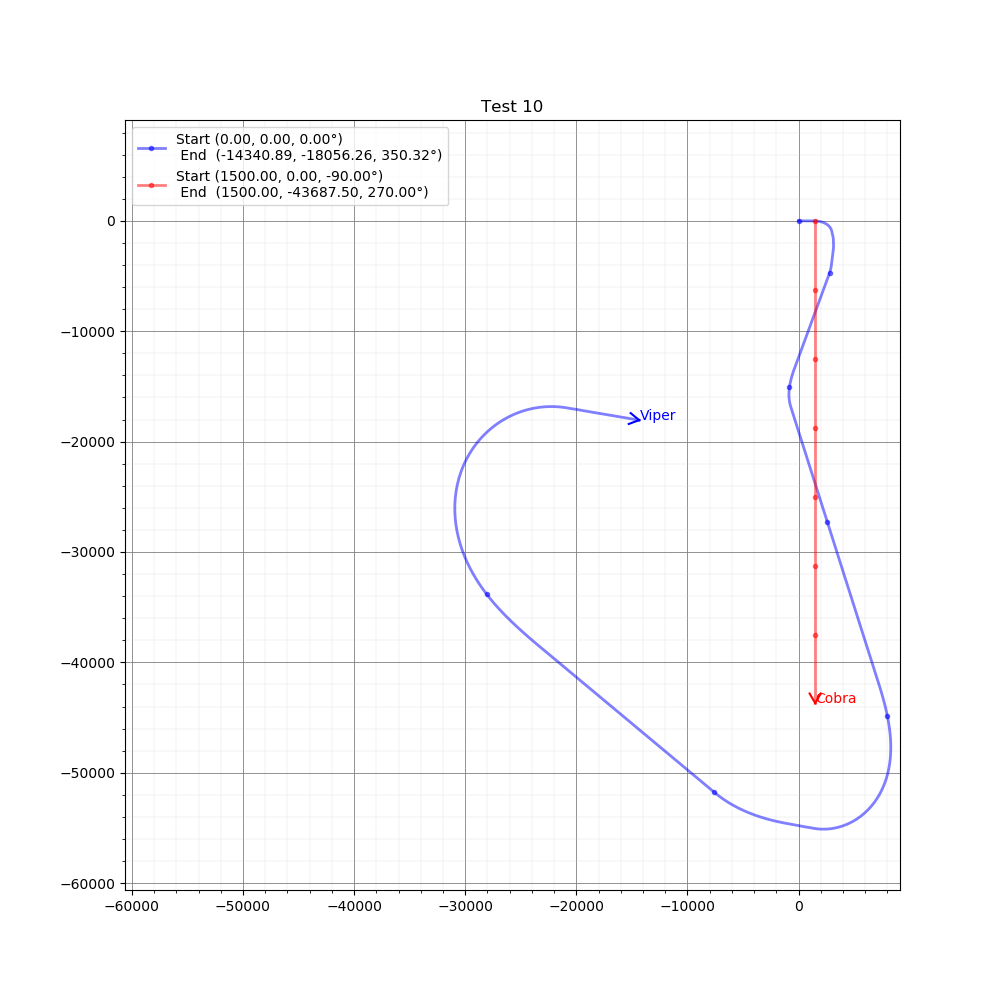 Test 10
Start (0.00, 0.00, 0.00°)
End  (-14340.89, -18056.26, 350.32°)
Start (1500.00, 0.00, -90.00°)
End  (1500.00, -43687.50, 270.00°)
0
−10000
−20000
−30000
−40000
−50000
−60000
Viper
Cobra
−60000 −50000 −40000 −30000 −20000 −10000 0